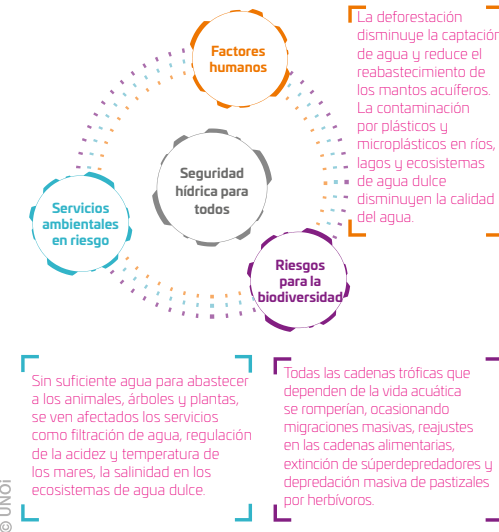 Factores
humanos
La deforestación
disminuye la captación
de agua y reduce el
reabastecimiento de
los mantos acuíferos.
La contaminación
por plásticos y
microplásticos en ríos,
lagos y ecosistemas
de agua dulce
disminuyen la calidad
del agua.
Seguridad
hídrica para
todos
Servicios
ambientales
en riesgo
Riesgos
para la
biodiversidad
Sin suficiente agua para abastecer
a los animales, árboles y plantas,
se ven afectados los servicios
como filtración de agua, regulación
de la acidez y temperatura de
los mares, la salinidad en los
ecosistemas de agua dulce.
Todas las cadenas tróficas que
dependen de la vida acuática
se romperían, ocasionando
migraciones masivas, reajustes
en las cadenas alimentarias,
extinción de súperdepredadores y
depredación masiva de pastizales
por herbívoros.
© UNOi